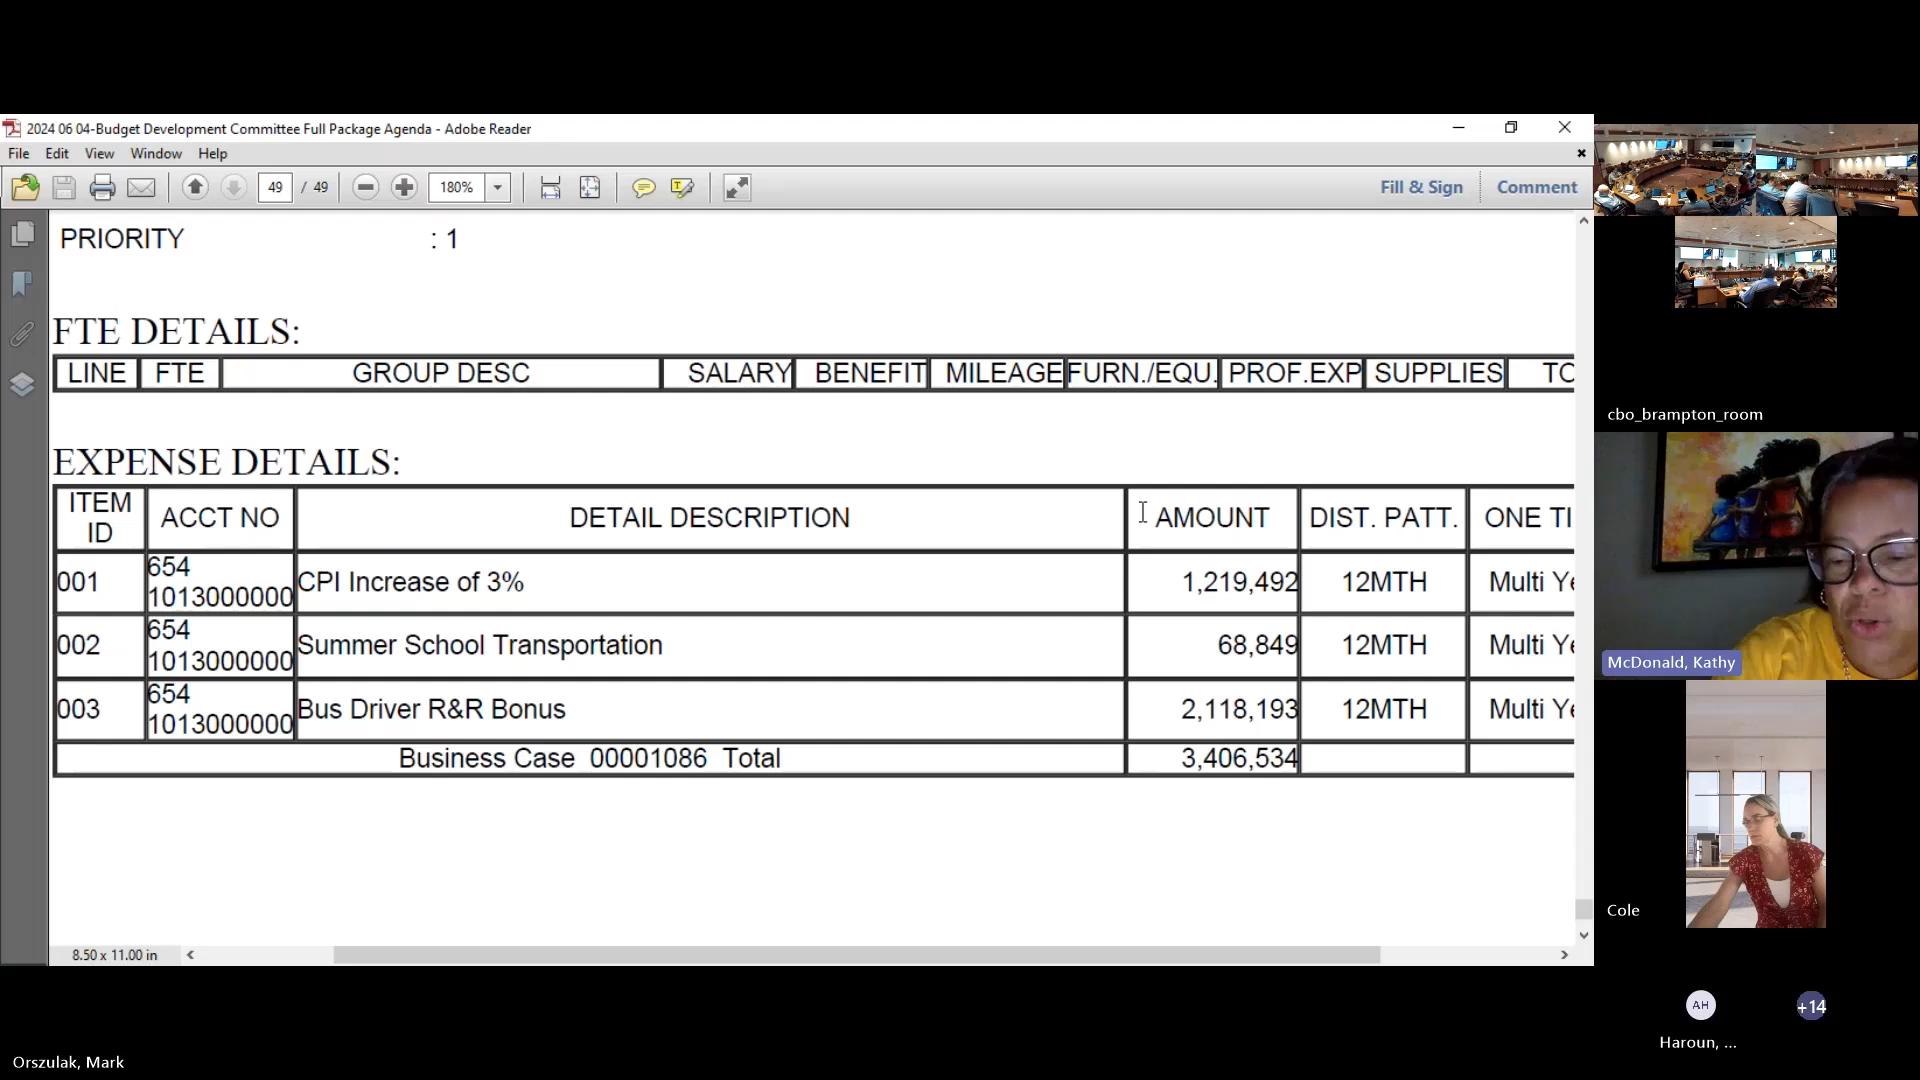 2024 06 04-Budget Development Committee Full Package Agenda - Adobe Reader
File Edit View Window Help
49 / 49 180% Fill & Sign Comment
PRIORITY : 1
FTE DETAILS:
LINE FTE GROUP DESC SALARY BENEFIT MILEAGE FURN./EQU. PROF.EXP SUPPLIES TO
EXPENSE DETAILS:
ITEM ID ACCT NO DETAIL DESCRIPTION AMOUNT DIST. PATT. ONE TI
001 654 1013000000 CPI Increase of 3% 1,219,492 12MTH Multi Ye
002 654 1013000000 Summer School Transportation 68,849 12MTH Multi Ye
003 654 1013000000 Bus Driver R&R Bonus 2,118,193 12MTH Multi Ye
Business Case 00001086 Total 3,406,534
8.50 x 11.00 in
cbo_brampton_room
McDonald, Kathy
Cole
AH
+14
Haroun, ...
Orszulak, Mark